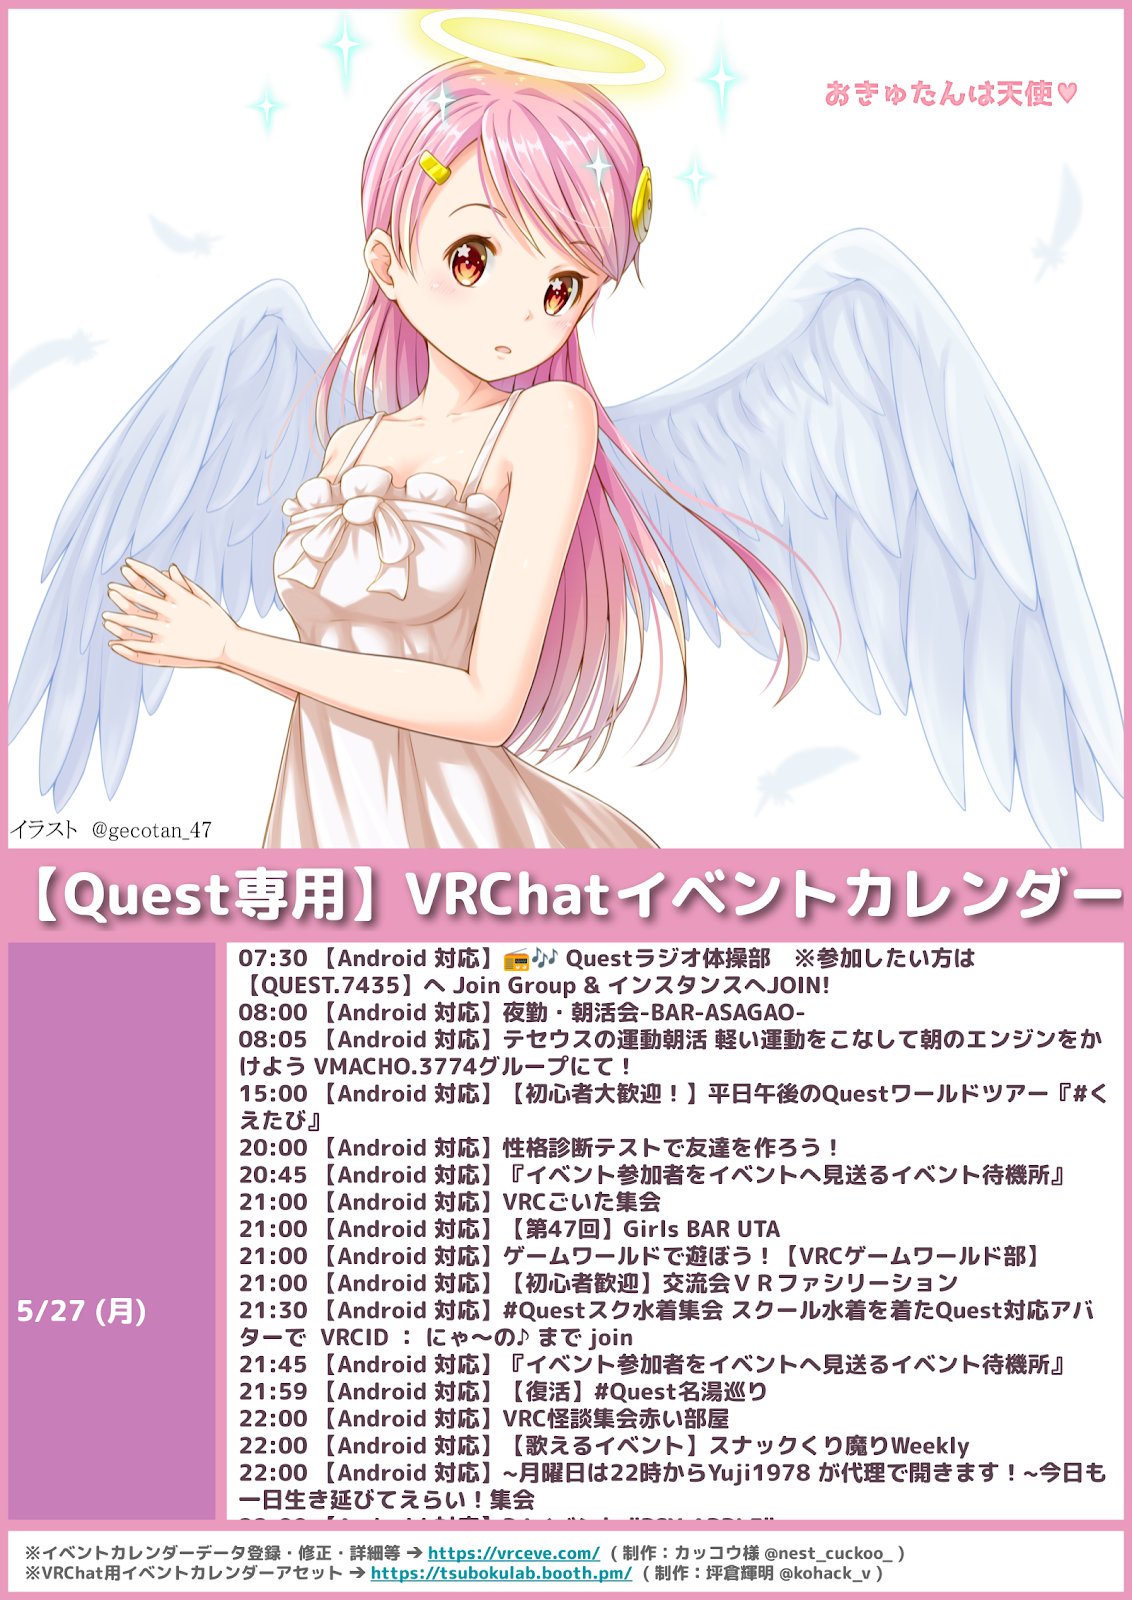 おきゅたんは天使♥
イラスト @gecotan_47
【Quest専用】VRChatイベントカレンダー
5/27 (月)
07:30 【Android 対応】📻🎶 Questラジオ体操部　※参加したい方は
【QUEST.7435】へ Join Group & インスタンスへJOIN!
08:00 【Android 対応】夜勤・朝活会-BAR-ASAGAO-
08:05 【Android 対応】テセウスの運動朝活 軽い運動をこなして朝のエンジンをか
けよう VMACHO.3774グループにて！
15:00 【Android 対応】【初心者大歓迎！】平日午後のQuestワールドツアー『#く
えたび』
20:00 【Android 対応】性格診断テストで友達を作ろう！
20:45 【Android 対応】『イベント参加者をイベントへ見送るイベント待機所』
21:00 【Android 対応】VRCごいた集会
21:00 【Android 対応】【第47回】Girls BAR UTA
21:00 【Android 対応】ゲームワールドで遊ぼう！【VRCゲームワールド部】
21:00 【Android 対応】【初心者歓迎】交流会ＶＲファシリーション
21:30 【Android 対応】#Questスク水着集会 スクール水着を着たQuest対応アバ
ターで VRCID ： にゃ～の♪ まで join
21:45 【Android 対応】『イベント参加者をイベントへ見送るイベント待機所』
21:59 【Android 対応】【復活】#Quest名湯巡り
22:00 【Android 対応】VRC怪談集会赤い部屋
22:00 【Android 対応】【歌えるイベント】スナックくり魔りWeekly
22:00 【Android 対応】~月曜日は22時からYuji1978 が代理で開きます！~今日も
一日生き延びてえらい！集会
※イベントカレンダーデータ登録・修正・詳細等 ➔ https://vrceve.com/ ( 制作：カッコウ様 @nest_cuckoo_ )
※VRChat用イベントカレンダーアセット ➔ https://tsubokulab.booth.pm/ ( 制作：坪倉輝明 @kohack_v )